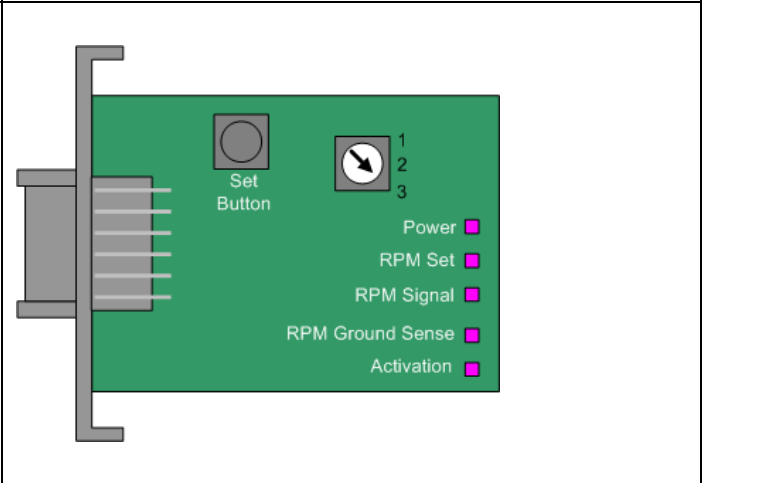 1
2
3
Set
Button
Power
RPM Set
RPM Signal
RPM Ground Sense
Activation